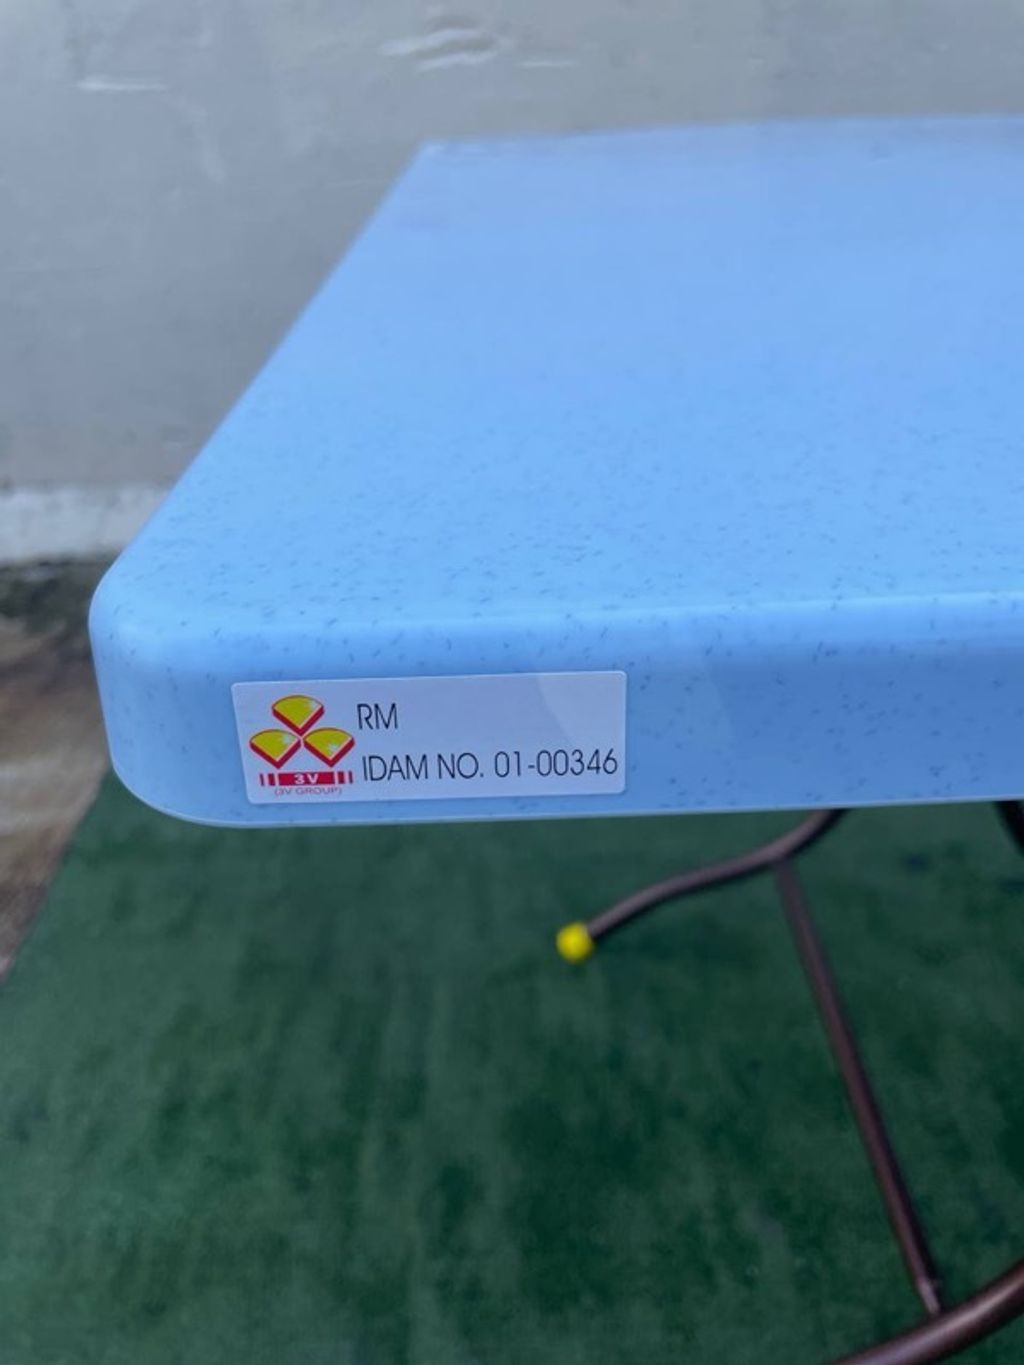 RM
IDAM NO. 01-00346
3V
(3V GROUP)